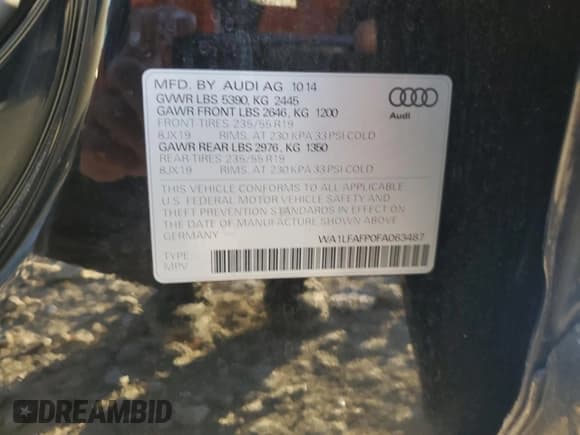 MFD. BY AUDI AG 10 14
GVWR LBS 5390, KG 2445
GAWR FRONT LBS 2646, KG 1200
FRONT TIRES 235/55 R19
8JX19 RIMS, AT 230 KPA 33 PSI COLD
GAWR REAR LBS 2976, KG 1350
REAR TIRES 235/55 R19
8JX19 RIMS, AT 230 KPA 33 PSI COLD
Audi
THIS VEHICLE CONFORMS TO ALL APPLICABLE
U.S. FEDERAL MOTOR VEHICLE SAFETY AND
THEFT PREVENTION STANDARDS IN EFFECT ON
THE DATE OF MANUFACTURE SHOWN ABOVE.
GERMANY
WA1LFAFP0FA063487
TYPE:
MPV
DREAMBID